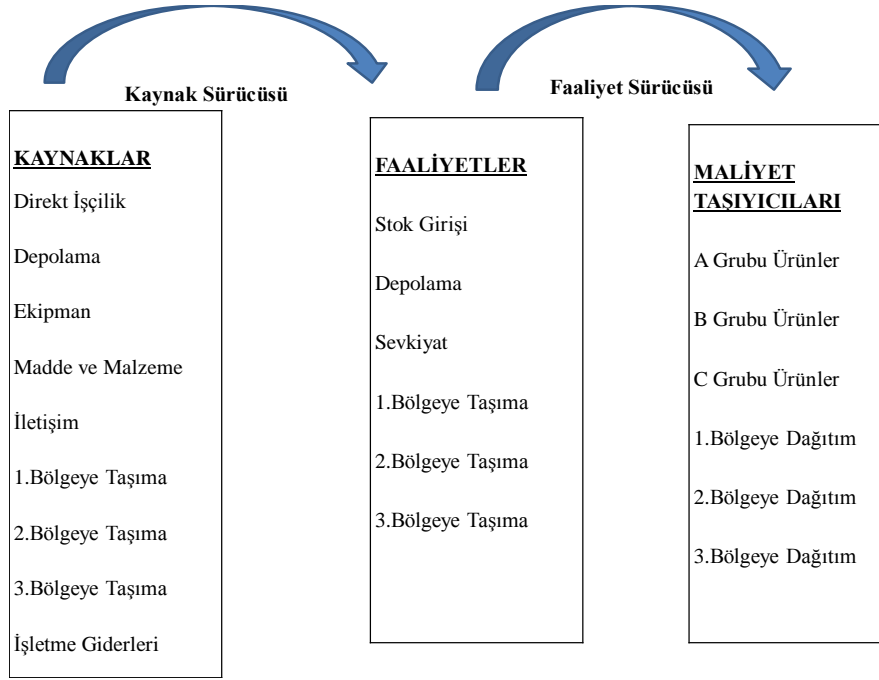 Kaynak Sürücüsü
Faaliyet Sürücüsü
KAYNAKLAR
Direkt İşçilik
Depolama
Ekipman
Madde ve Malzeme
İletişim
1.Bölgeye Taşıma
2.Bölgeye Taşıma
3.Bölgeye Taşıma
İşletme Giderleri
FAALİYETLER
Stok Girişi
Depolama
Sevkiyat
1.Bölgeye Taşıma
2.Bölgeye Taşıma
3.Bölgeye Taşıma
MALİYET
TAŞIYICILARI
A Grubu Ürünler
B Grubu Ürünler
C Grubu Ürünler
1.Bölgeye Dağıtım
2.Bölgeye Dağıtım
3.Bölgeye Dağıtım